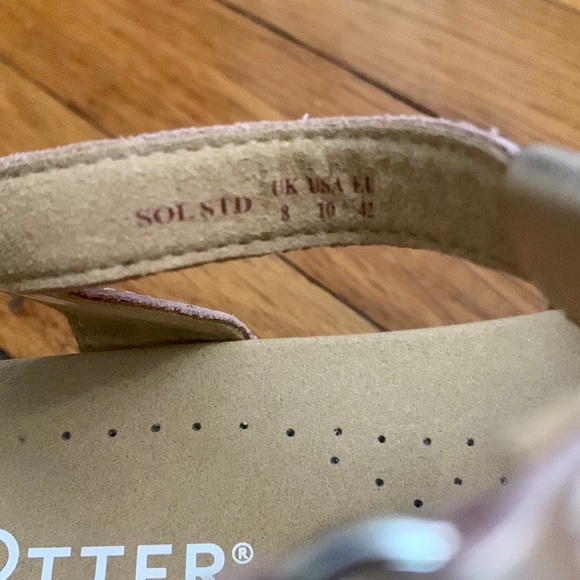 SOL STD UK USA EU
8 10 42
OTTER®